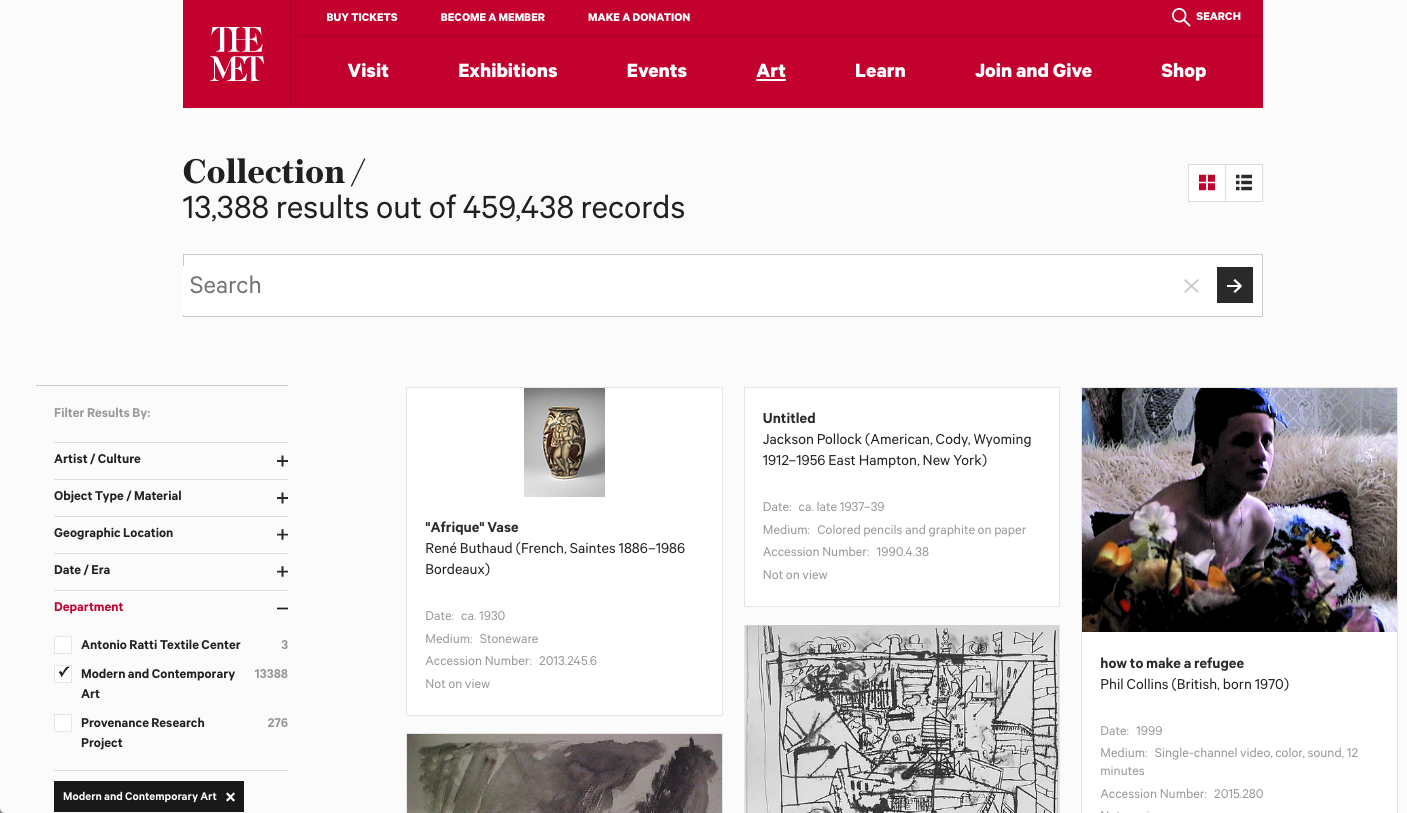 THE
MET
BUY TICKETS
BECOME A MEMBER
MAKE A DONATION
SEARCH
Visit
Exhibitions
Events
Art
Learn
Join and Give
Shop
Collection /
13,388 results out of 459,438 records
Search
Filter Results By:
Artist / Culture
Object Type / Material
Geographic Location
Date / Era
Department
Antonio Ratti Textile Center 3
Modern and Contemporary 13388
Art
Provenance Research 276
Project
Modern and Contemporary Art
"Afrique" Vase
René Buthaud (French, Saintes 1886–1986
Bordeaux)
Date: ca. 1930
Medium: Stoneware
Accession Number: 2013.245.6
Not on view
Untitled
Jackson Pollock (American, Cody, Wyoming
1912–1956 East Hampton, New York)
Date: ca. late 1937–39
Medium: Colored pencils and graphite on paper
Accession Number: 1990.4.38
Not on view
how to make a refugee
Phil Collins (British, born 1970)
Date: 1999
Medium: Single-channel video, color, sound, 12
minutes
Accession Number: 2015.280